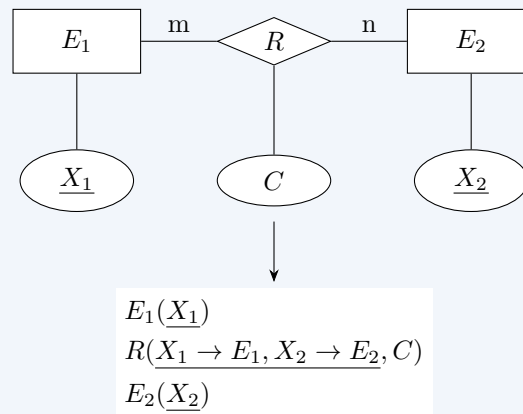 E₁ m R n E₂
X₁ C X₂
E₁(X₁)
R(X₁ → E₁, X₂ → E₂, C)
E₂(X₂)